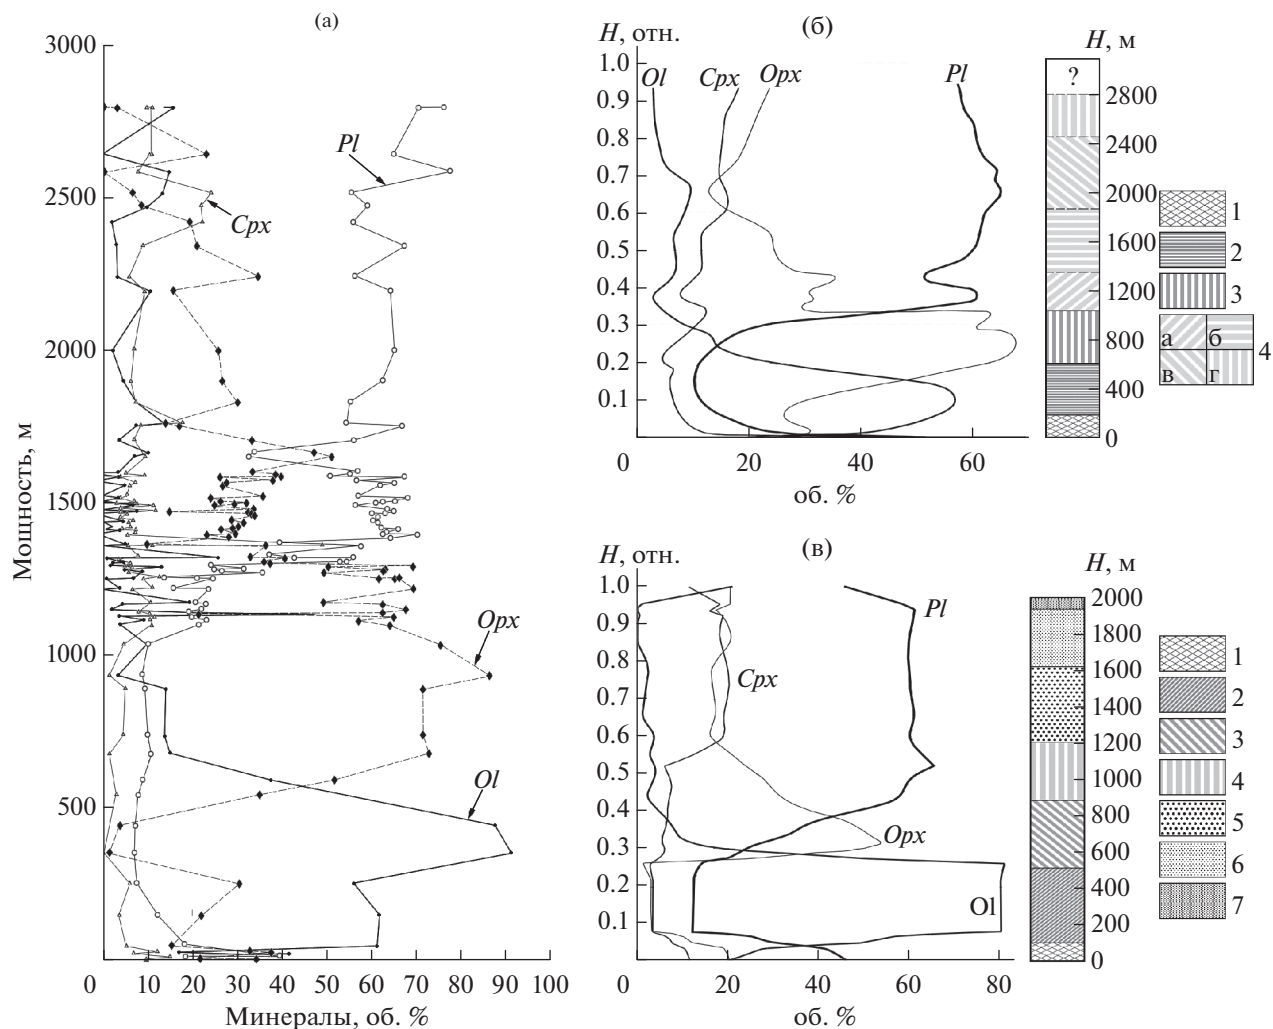 (а)
3000
2500
2000
1500
1000
500
Мощность, м
Pl
Cpx
Opx
Ol
0 10 20 30 40 50 60 70 80 90 100
Минералы, об. %
(б)
H, отн.
1.0
0.9
0.8
0.7
0.6
0.5
0.4
0.3
0.2
0.1
Ol Cpx Opx Pl
0 20 40 60
об. %
H, м
?
2800
2400
2000
1600
1200
800
400
0
1
2
3
а б
в г
4
(в)
H, отн.
1.0
0.9
0.8
0.7
0.6
0.5
0.4
0.3
0.2
0.1
Pl
Cpx
Opx
Ol
0 20 40 60 80
об. %
H, м
2000
1800
1600
1400
1200
1000
800
600
400
200
0
1
2
3
4
5
6
7